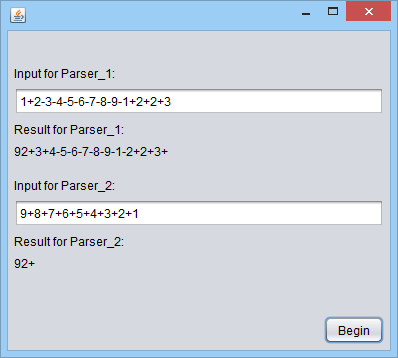 Input for Parser_1:
1+2-3-4-5-6-7-8-9-1+2+2+3
Result for Parser_1:
92+3+4-5-6-7-8-9-1-2+2+3+
Input for Parser_2:
9+8+7+6+5+4+3+2+1
Result for Parser_2:
92+
Begin